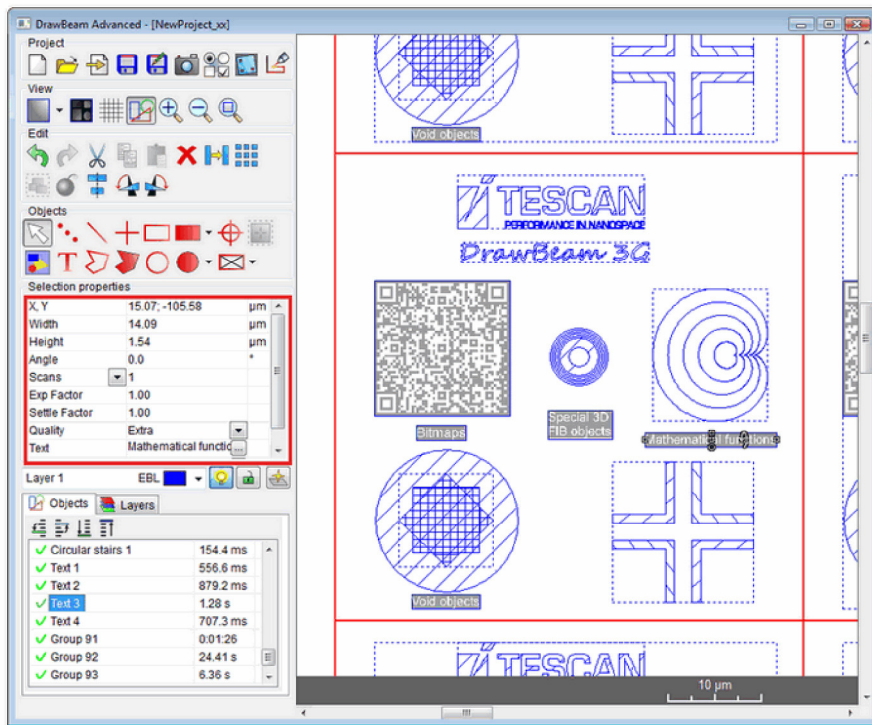 DrawBeam Advanced - [NewProject_xx]
Project
View
Edit
Objects
Selection properties
X, Y 15.07; -105.58 µm
Width 14.09 µm
Height 1.54 µm
Angle 0.0 °
Scans 1
Exp Factor 1.00
Settle Factor 1.00
Quality Extra
Text Mathematical functic ...
Layer 1 EBL
Objects Layers
Circular stairs 1 154.4 ms
Text 1 556.6 ms
Text 2 879.2 ms
Text 3 1.28 s
Text 4 707.3 ms
Group 91 0:01:26
Group 92 24.41 s
Group 93 6.36 s
Void objects
TESCAN
PERFORMANCE IN NANOSPACE
DrawBeam 3G
Bitmaps
Special 3D
FIB objects
Mathematical functions
Void objects
TESCAN
10 µm